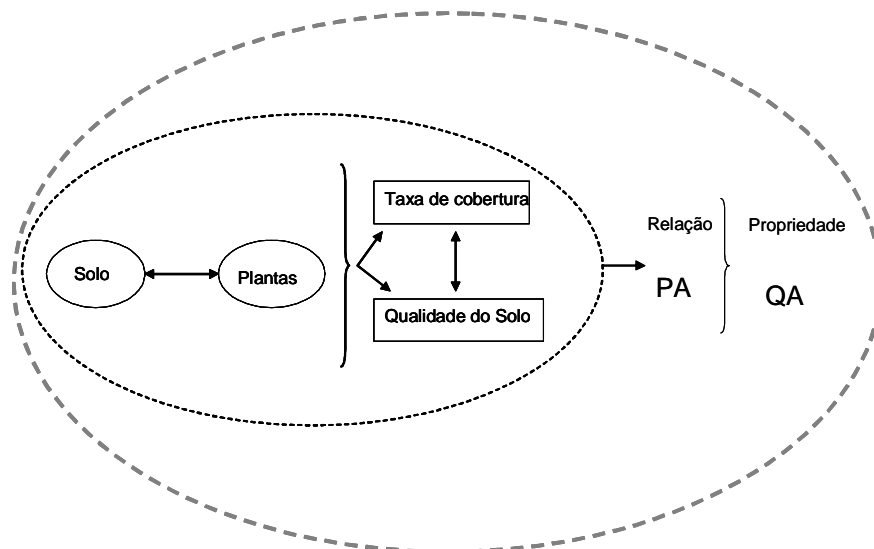 Solo
Plantas
Taxa de cobertura
Qualidade do Solo
Relação
PA
Propriedade
QA